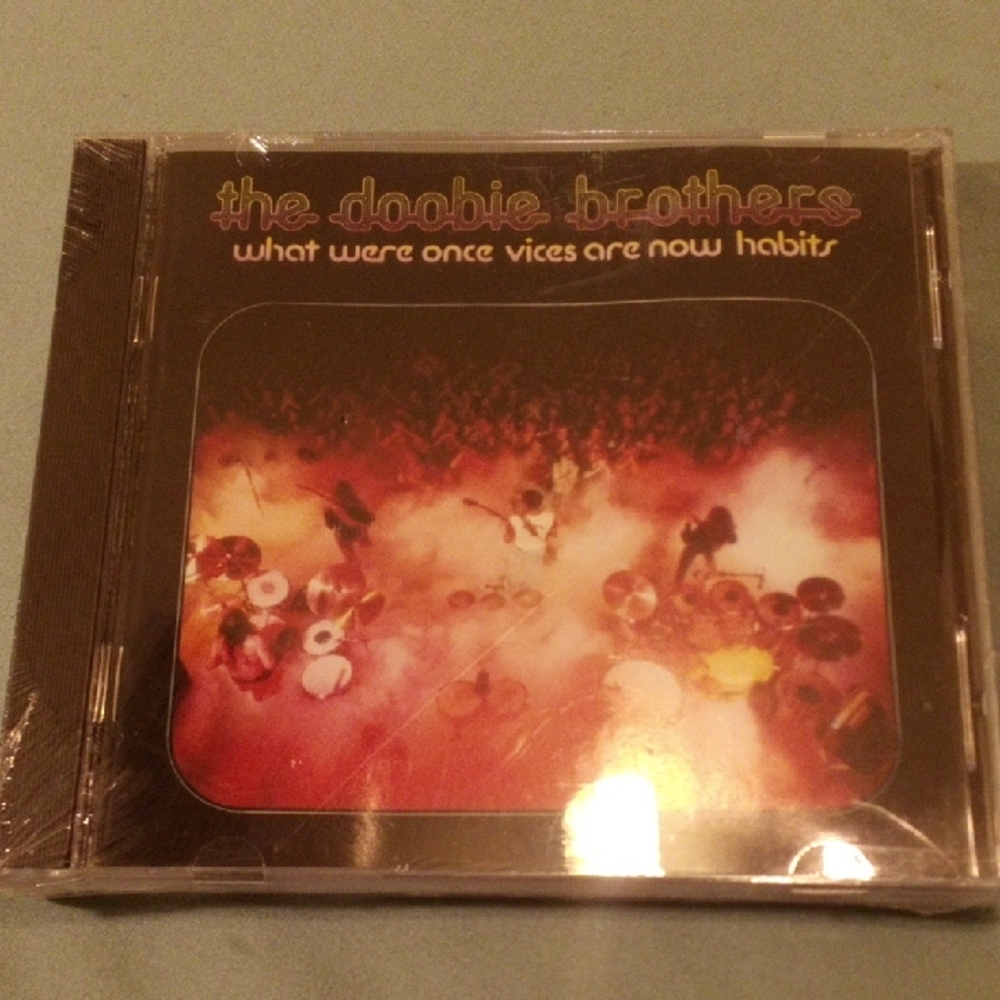 the doobie brothers
what were once vices are now habits